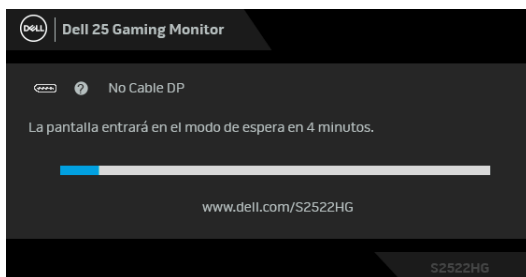 DELL
Dell 25 Gaming Monitor
? No Cable DP
La pantalla entrará en el modo de espera en 4 minutos.
www.dell.com/S2522HG
S2522HG